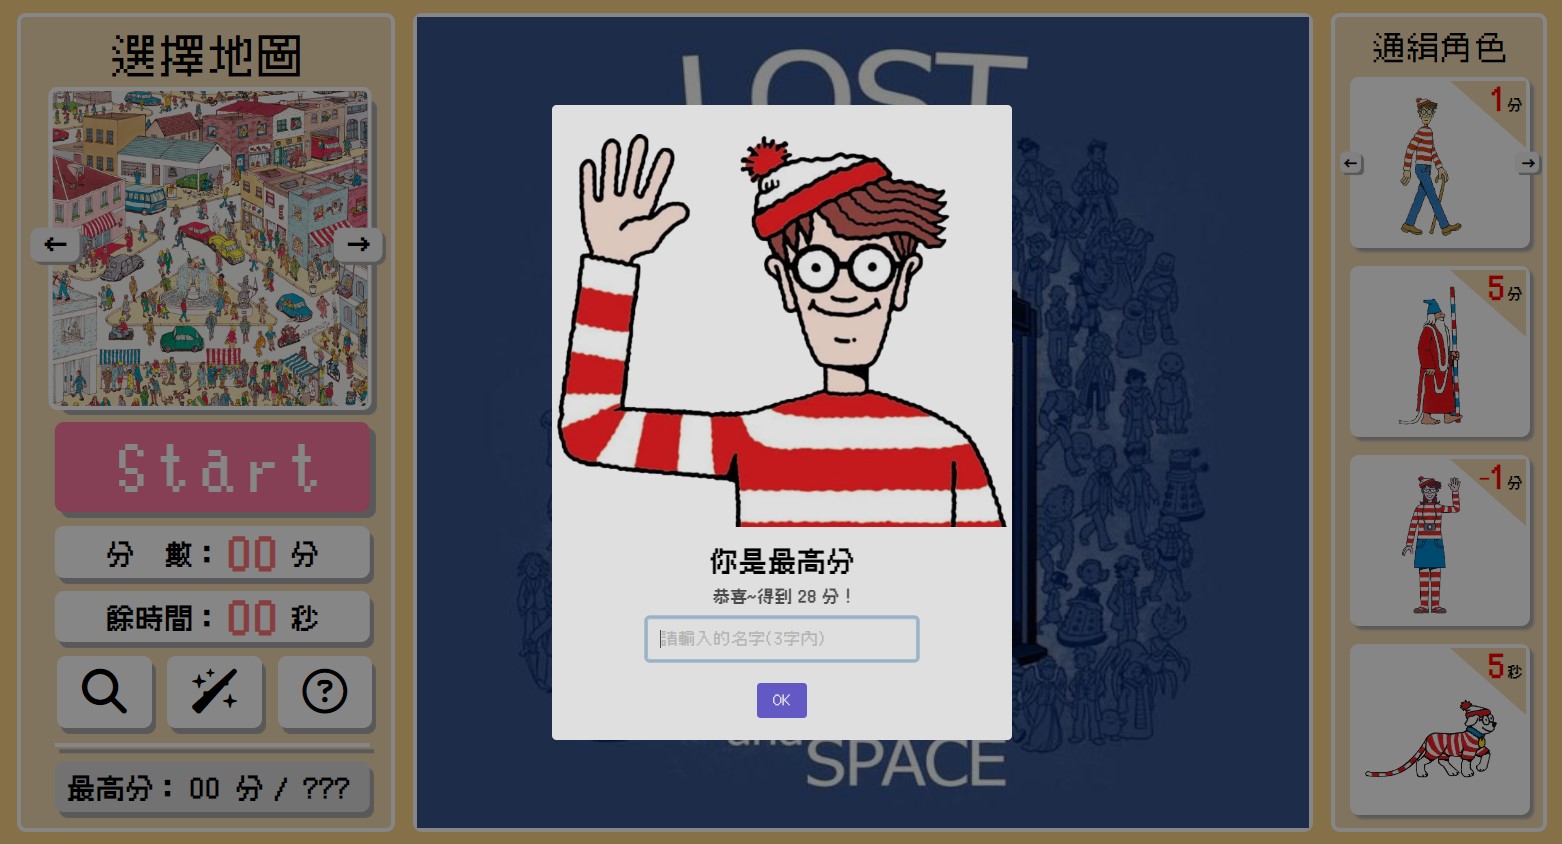 選擇地圖
Start
分 數：00 分
餘時間：00 秒
最高分：00 分 / ???
LOST
and
SPACE
你是最高分
恭喜~得到 28 分！
請輸入的名字(3字內)
OK
通緝角色
1分
5分
-1分
5秒